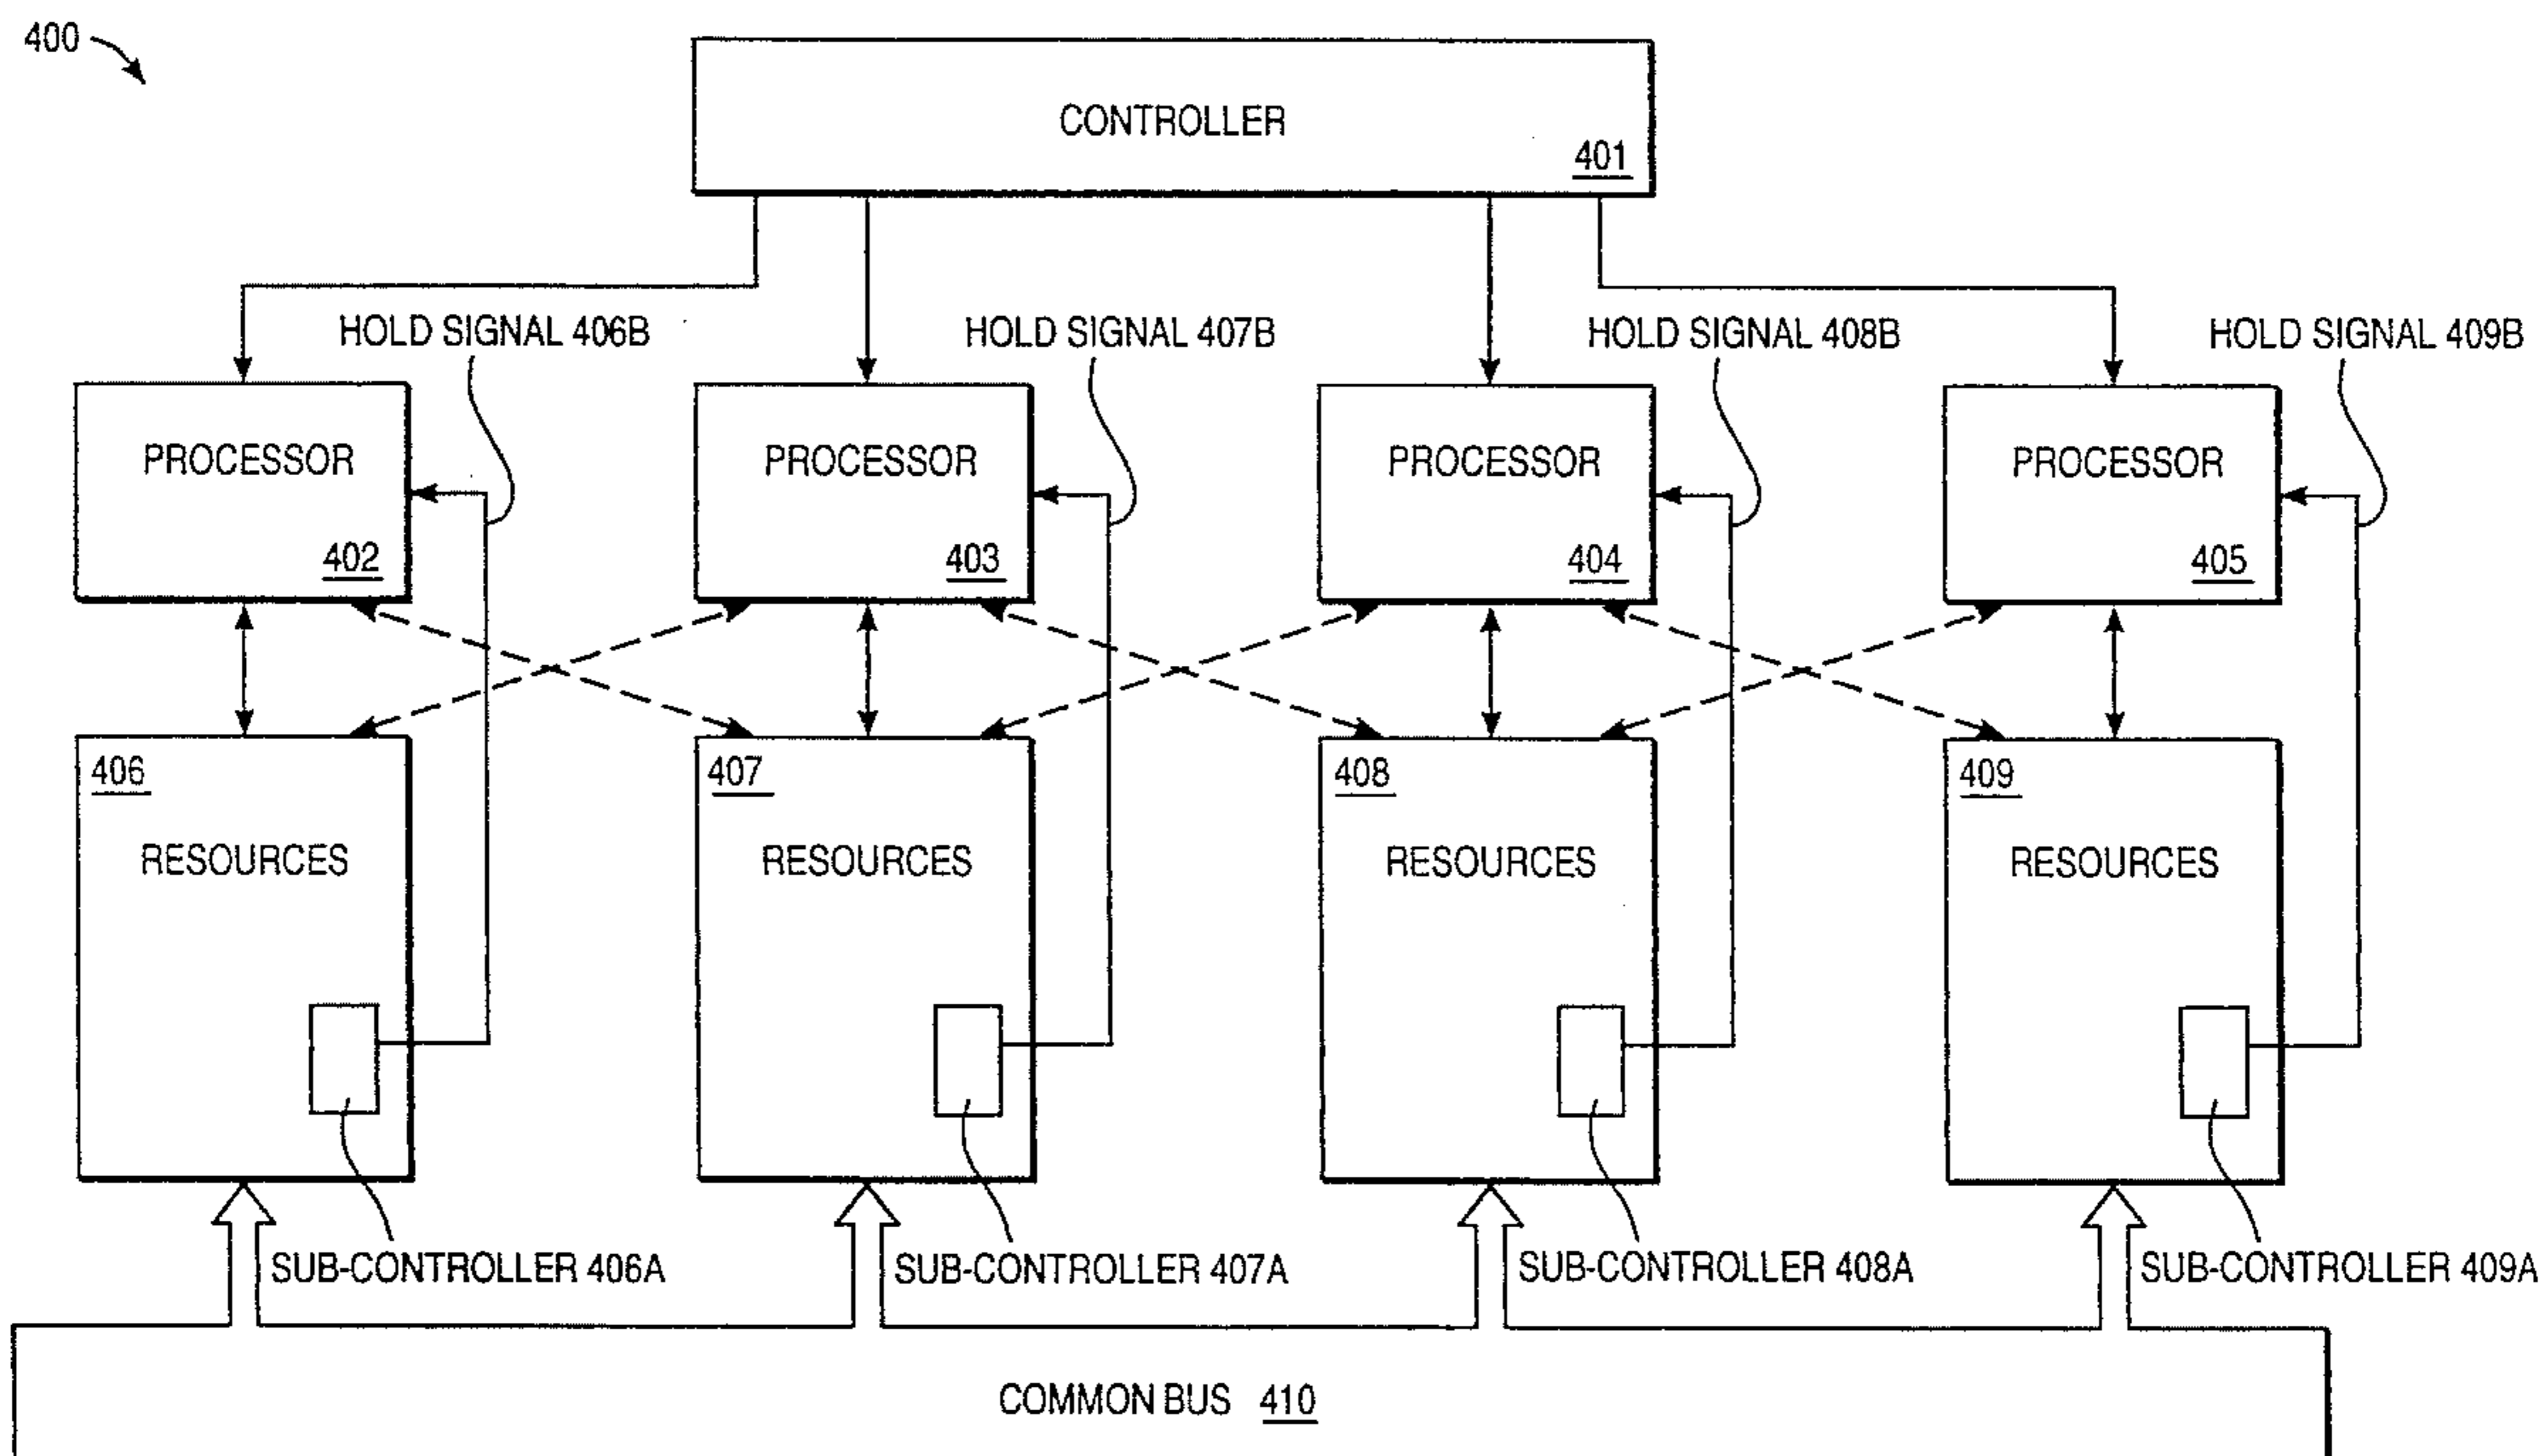 400
CONTROLLER
401
HOLD SIGNAL 406B
HOLD SIGNAL 407B
HOLD SIGNAL 408B
HOLD SIGNAL 409B
PROCESSOR
402
PROCESSOR
403
PROCESSOR
404
PROCESSOR
405
406
RESOURCES
407
RESOURCES
408
RESOURCES
409
RESOURCES
SUB-CONTROLLER 406A
SUB-CONTROLLER 407A
SUB-CONTROLLER 408A
SUB-CONTROLLER 409A
COMMON BUS 410